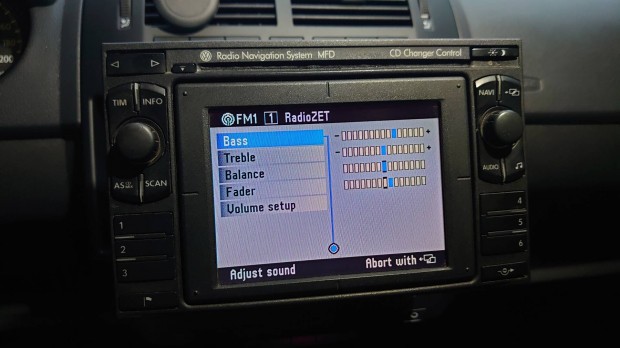 Radio Navigation System MFD
CD Changer Control
TIM
INFO
AS
SCAN
1
2
3
NAVI
AUDIO
4
5
6
FM1 1 RadioZET
Bass
- +
Treble
- +
Balance
Fader
Volume setup
Adjust sound
Abort with
200